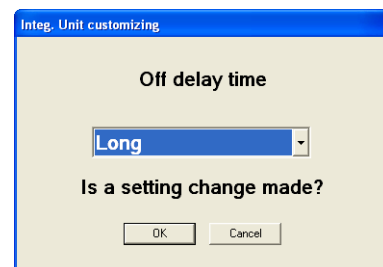 Integ. Unit customizing
Off delay time
Long
Is a setting change made?
OK
Cancel